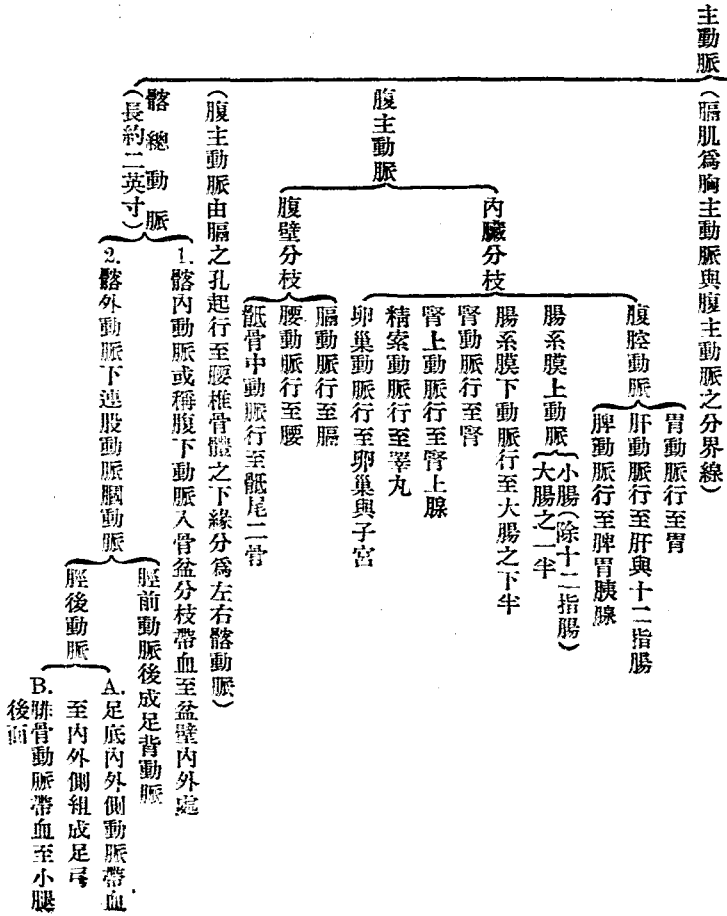 主動脈
(膈肌爲胸主動脈與腹主動脈之分界線)
腹主動脈
內臟分枝
腹腔動脈
胃動脈行至胃
肝動脈行至肝與十二指腸
脾動脈行至脾胃胰腺
腸系膜上動脈
小腸(除十二指腸)
大腸之一半
腸系膜下動脈行至大腸之下半
腎動脈行至腎
腎上動脈行至腎上腺
精索動脈行至睪丸
卵巢動脈行至卵巢與子宮
腹壁分枝
膈動脈行至膈
腰動脈行至腰
骶骨中動脈行至骶尾二骨
(腹主動脈由膈之孔起行至腰椎骨體之下緣分爲左右髂動脈)
髂總動脈
(長約二英寸)
1. 髂內動脈或稱腹下動脈入骨盆分枝帶血至盆壁內外處
2. 髂外動脈下連股動脈膕動脈
脛前動脈後成足背動脈
脛後動脈
A. 足底內外側動脈帶血
至內外側組成足弓
B. 腓骨動脈帶血至小腿
後面